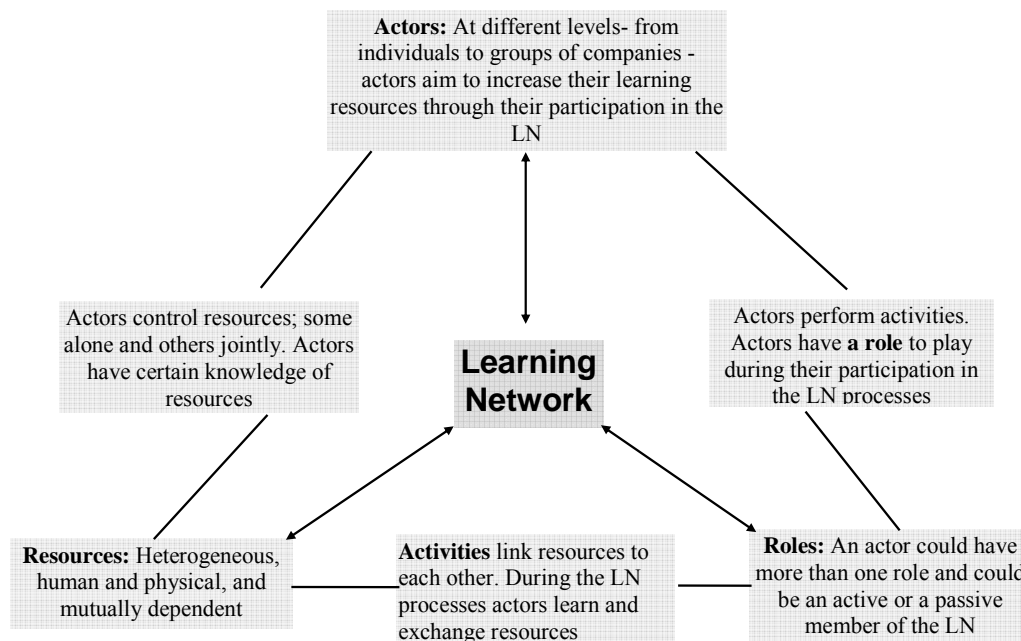 Actors: At different levels- from
individuals to groups of companies -
actors aim to increase their learning
resources through their participation in the
LN
Actors control resources; some
alone and others jointly. Actors
have certain knowledge of
resources
Learning
Network
Actors perform activities.
Actors have a role to play
during their participation in
the LN processes
Resources: Heterogeneous,
human and physical, and
mutually dependent
Activities link resources to
each other. During the LN
processes actors learn and
exchange resources
Roles: An actor could have
more than one role and could
be an active or a passive
member of the LN